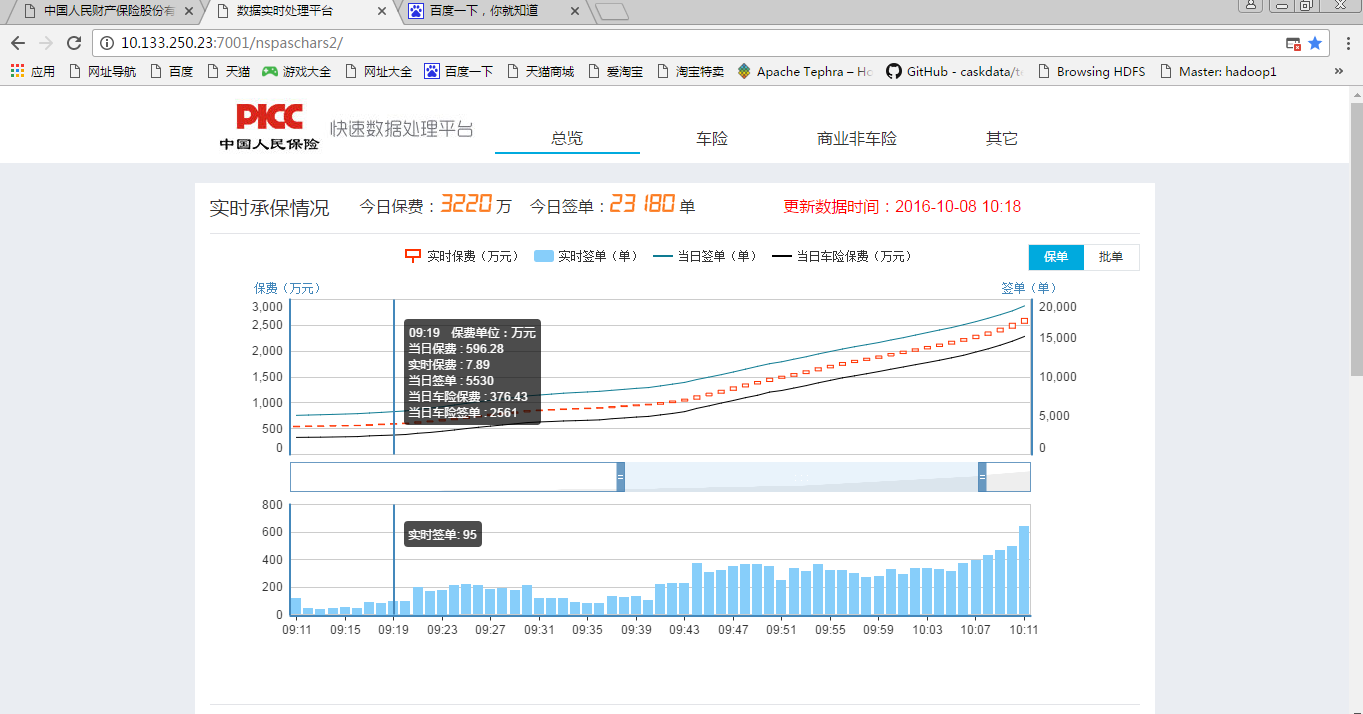 中国人民财产保险股份有 数据实时处理平台 百度一下，你就知道
10.133.250.23:7001/nspaschars2/
应用 网址导航 百度 天猫 游戏大全 网址大全 百度一下 天猫商城 爱淘宝 淘宝特卖 Apache Tephra – Ho GitHub - caskdata/te Browsing HDFS Master: hadoop1 »
PICC
中国人民保险
快速数据处理平台 总览 车险 商业非车险 其它
实时承保情况 今日保费：3220万 今日签单：23180单 更新数据时间：2016-10-08 10:18
实时保费（万元） 实时签单（单） 当日签单（单） 当日车险保费（万元） 保单 批单
保费（万元） 签单（单）
3,000 20,000
2,500 15,000
2,000 10,000
1,500 5,000
1,000 0
500
0
09:19 保费单位：万元
当日保费 : 596.28
实时保费 : 7.89
当日签单 : 5530
当日车险保费 : 376.43
当日车险签单 : 2561
800
600
400
200
0
实时签单: 95
09:11 09:15 09:19 09:23 09:27 09:31 09:35 09:39 09:43 09:47 09:51 09:55 09:59 10:03 10:07 10:11